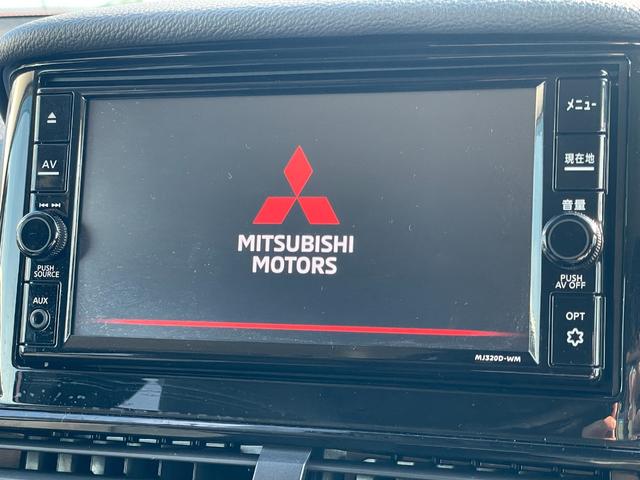 メニュー
AV
現在地
音量
MITSUBISHI
MOTORS
PUSH
SOURCE
PUSH
AV OFF
AUX
OPT
MJ320D-WM